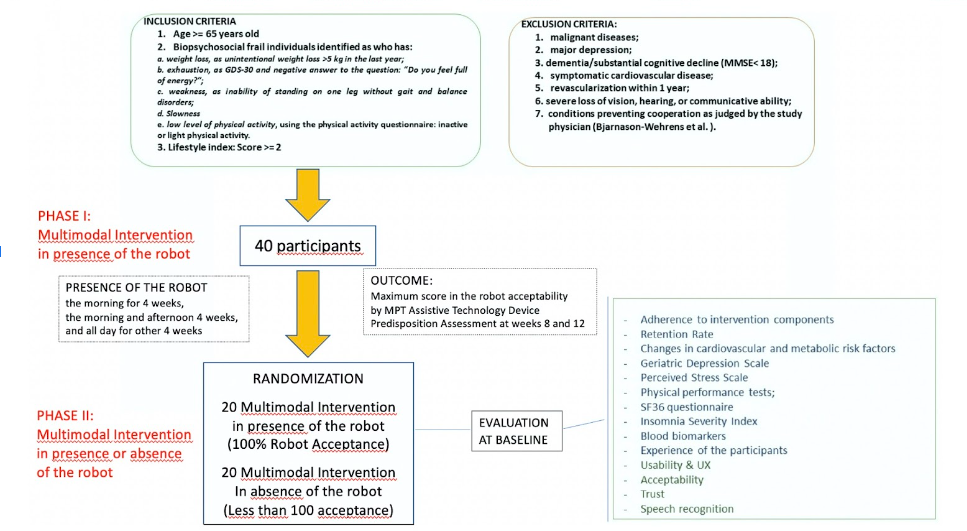 INCLUSION CRITERIA
1. Age >= 65 years old
2. Biopsychosocial frail individuals identified as who has:
a. weight loss, as unintentional weight loss >5 kg in the last year;
b. exhaustion, as GDS-30 and negative answer to the question: "Do you feel full
of energy?";
c. weakness, as inability of standing on one leg without gait and balance
disorders;
d. Slowness
e. low level of physical activity, using the physical activity questionnaire: inactive
or light physical activity.
3. Lifestyle index: Score >= 2
EXCLUSION CRITERIA:
1. malignant diseases;
2. major depression;
3. dementia/substantial cognitive decline (MMSE< 18);
4. symptomatic cardiovascular disease;
5. revascularization within 1 year;
6. severe loss of vision, hearing, or communicative ability;
7. conditions preventing cooperation as judged by the study
physician (Bjarnason-Wehrens et al. ).
PHASE I:
Multimodal Intervention
in presence of the robot
40 participants
PRESENCE OF THE ROBOT
the morning for 4 weeks,
the morning and afternoon 4 weeks,
and all day for other 4 weeks
OUTCOME:
Maximum score in the robot acceptability
by MPT Assistive Technology Device
Predisposition Assessment at weeks 8 and 12
PHASE II:
Multimodal Intervention
in presence or absence
of the robot
RANDOMIZATION
20 Multimodal Intervention
in presence of the robot
(100% Robot Acceptance)
20 Multimodal Intervention
In absence of the robot
(Less than 100 acceptance)
EVALUATION
AT BASELINE
- Adherence to intervention components
- Retention Rate
- Changes in cardiovascular and metabolic risk factors
- Geriatric Depression Scale
- Perceived Stress Scale
- Physical performance tests;
- SF36 questionnaire
- Insomnia Severity Index
- Blood biomarkers
- Experience of the participants
- Usability & UX
- Acceptability
- Trust
- Speech recognition